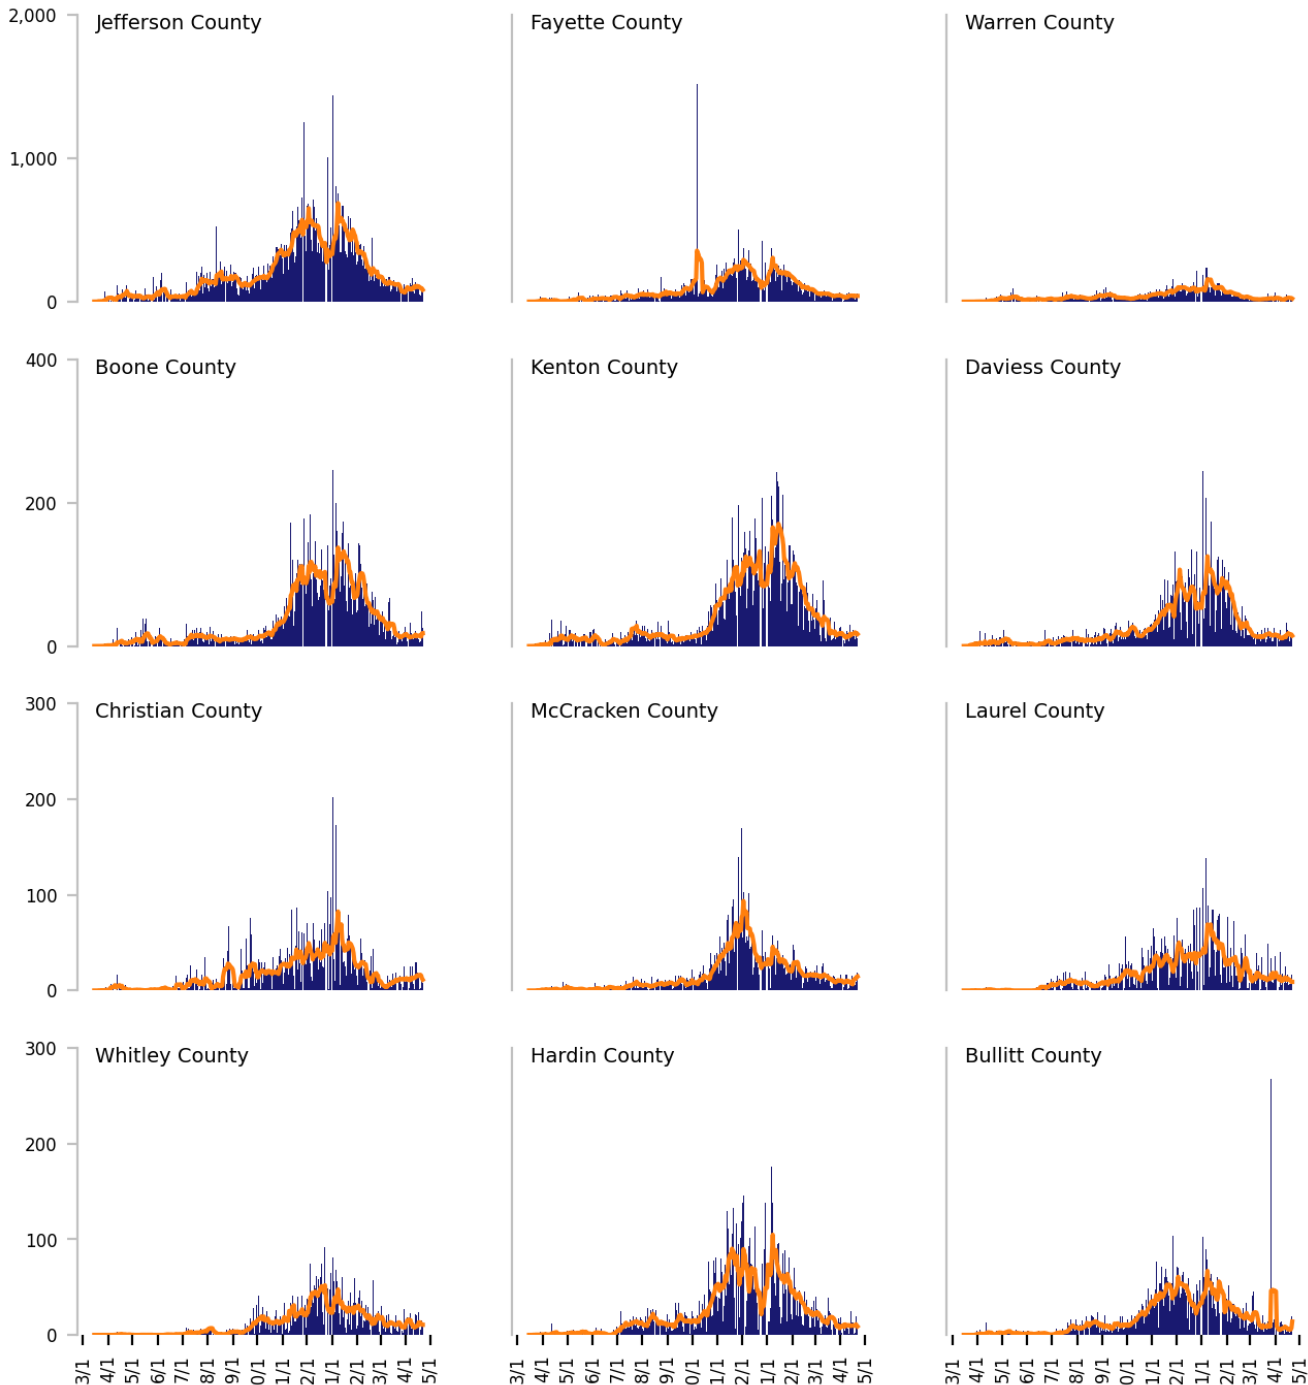 2,000
Jefferson County
Fayette County
Warren County
1,000
0
400
Boone County
Kenton County
Daviess County
200
0
300
Christian County
McCracken County
Laurel County
200
100
0
300
Whitley County
Hardin County
Bullitt County
200
100
0
3/1 4/1 5/1 6/1 7/1 8/1 9/1 0/1 1/1 2/1 1/1 2/1 3/1 4/1 5/1
3/1 4/1 5/1 6/1 7/1 8/1 9/1 0/1 1/1 2/1 1/1 2/1 3/1 4/1 5/1
3/1 4/1 5/1 6/1 7/1 8/1 9/1 0/1 1/1 2/1 1/1 2/1 3/1 4/1 5/1